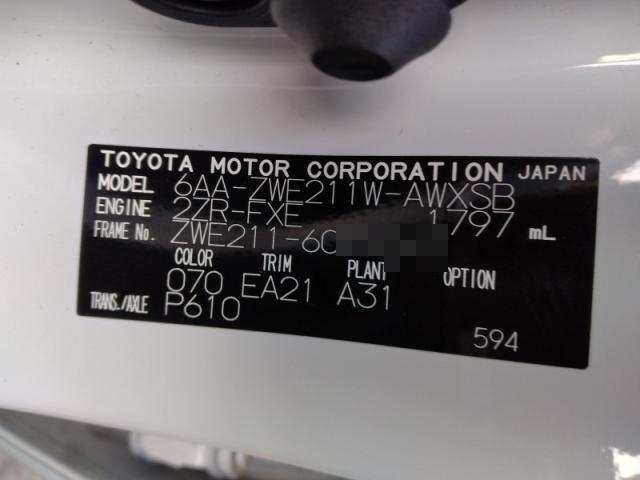 TOYOTA MOTOR CORPORATION JAPAN
MODEL 6AA-ZWE211W-AWXSB
ENGINE 2ZR-FXE 1797 mL
FRAME No. ZWE211-60
COLOR TRIM PLANT OPTION
070 EA21 A31
TRANS./AXLE P610
594